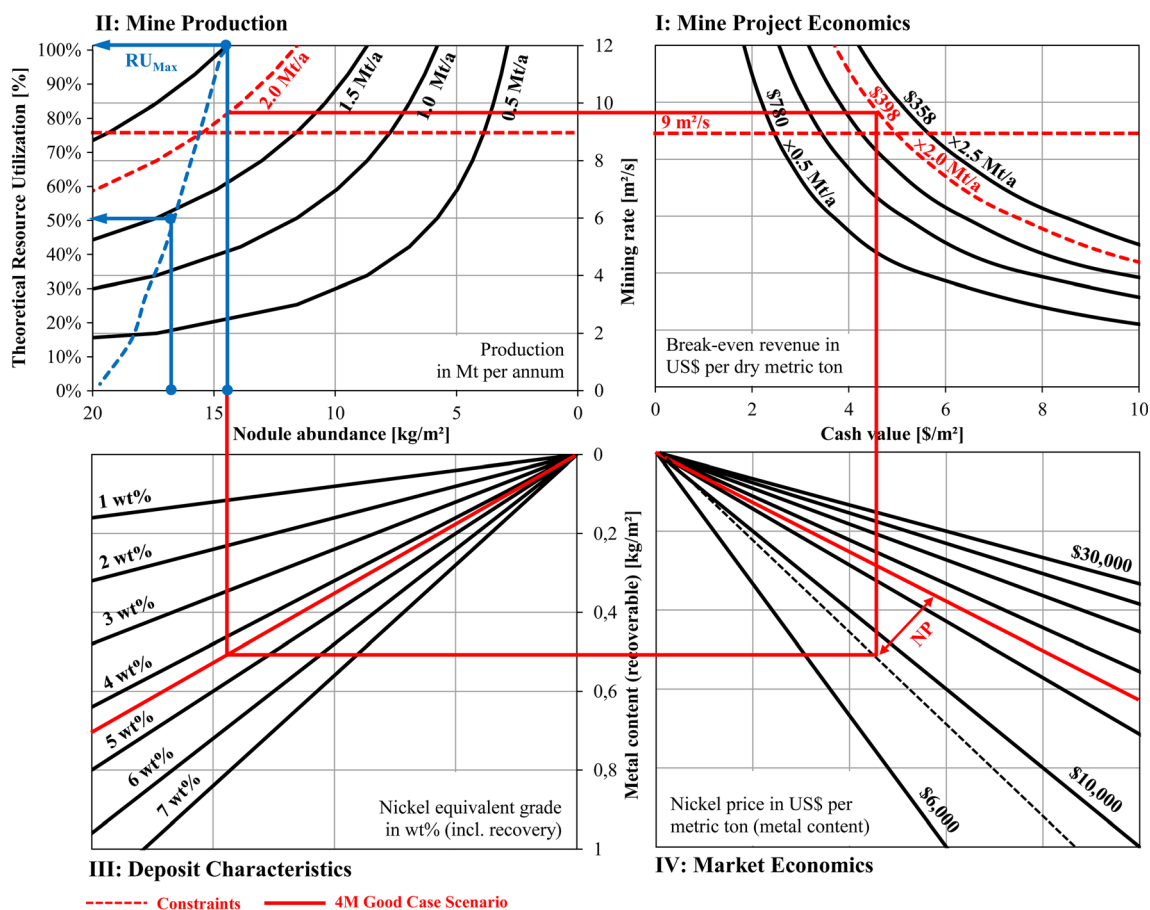 II: Mine Production
I: Mine Project Economics
Theoretical Resource Utilization [%]
100%
90%
80%
70%
60%
50%
40%
30%
20%
10%
0%
RU_Max
2.0 Mt/a
1.5 Mt/a
1.0 Mt/a
0.5 Mt/a
Production
in Mt per annum
12
10
8
6
4
2
0
20
15
10
5
0
Nodule abundance [kg/m²]
Mining rate [m²/s]
9 m²/s
$780
×0.5 Mt/a
$398
×2.0 Mt/a
$358
×2.5 Mt/a
Break-even revenue in
US$ per dry metric ton
0
2
4
6
8
10
Cash value [$/m²]
1 wt%
2 wt%
3 wt%
4 wt%
5 wt%
6 wt%
7 wt%
Nickel equivalent grade
in wt% (incl. recovery)
0
0,2
0,4
0,6
0,8
1
Metal content (recoverable) [kg/m²]
$30,000
NP
$10,000
$6,000
Nickel price in US$ per
metric ton (metal content)
III: Deposit Characteristics
IV: Market Economics
Constraints
4M Good Case Scenario